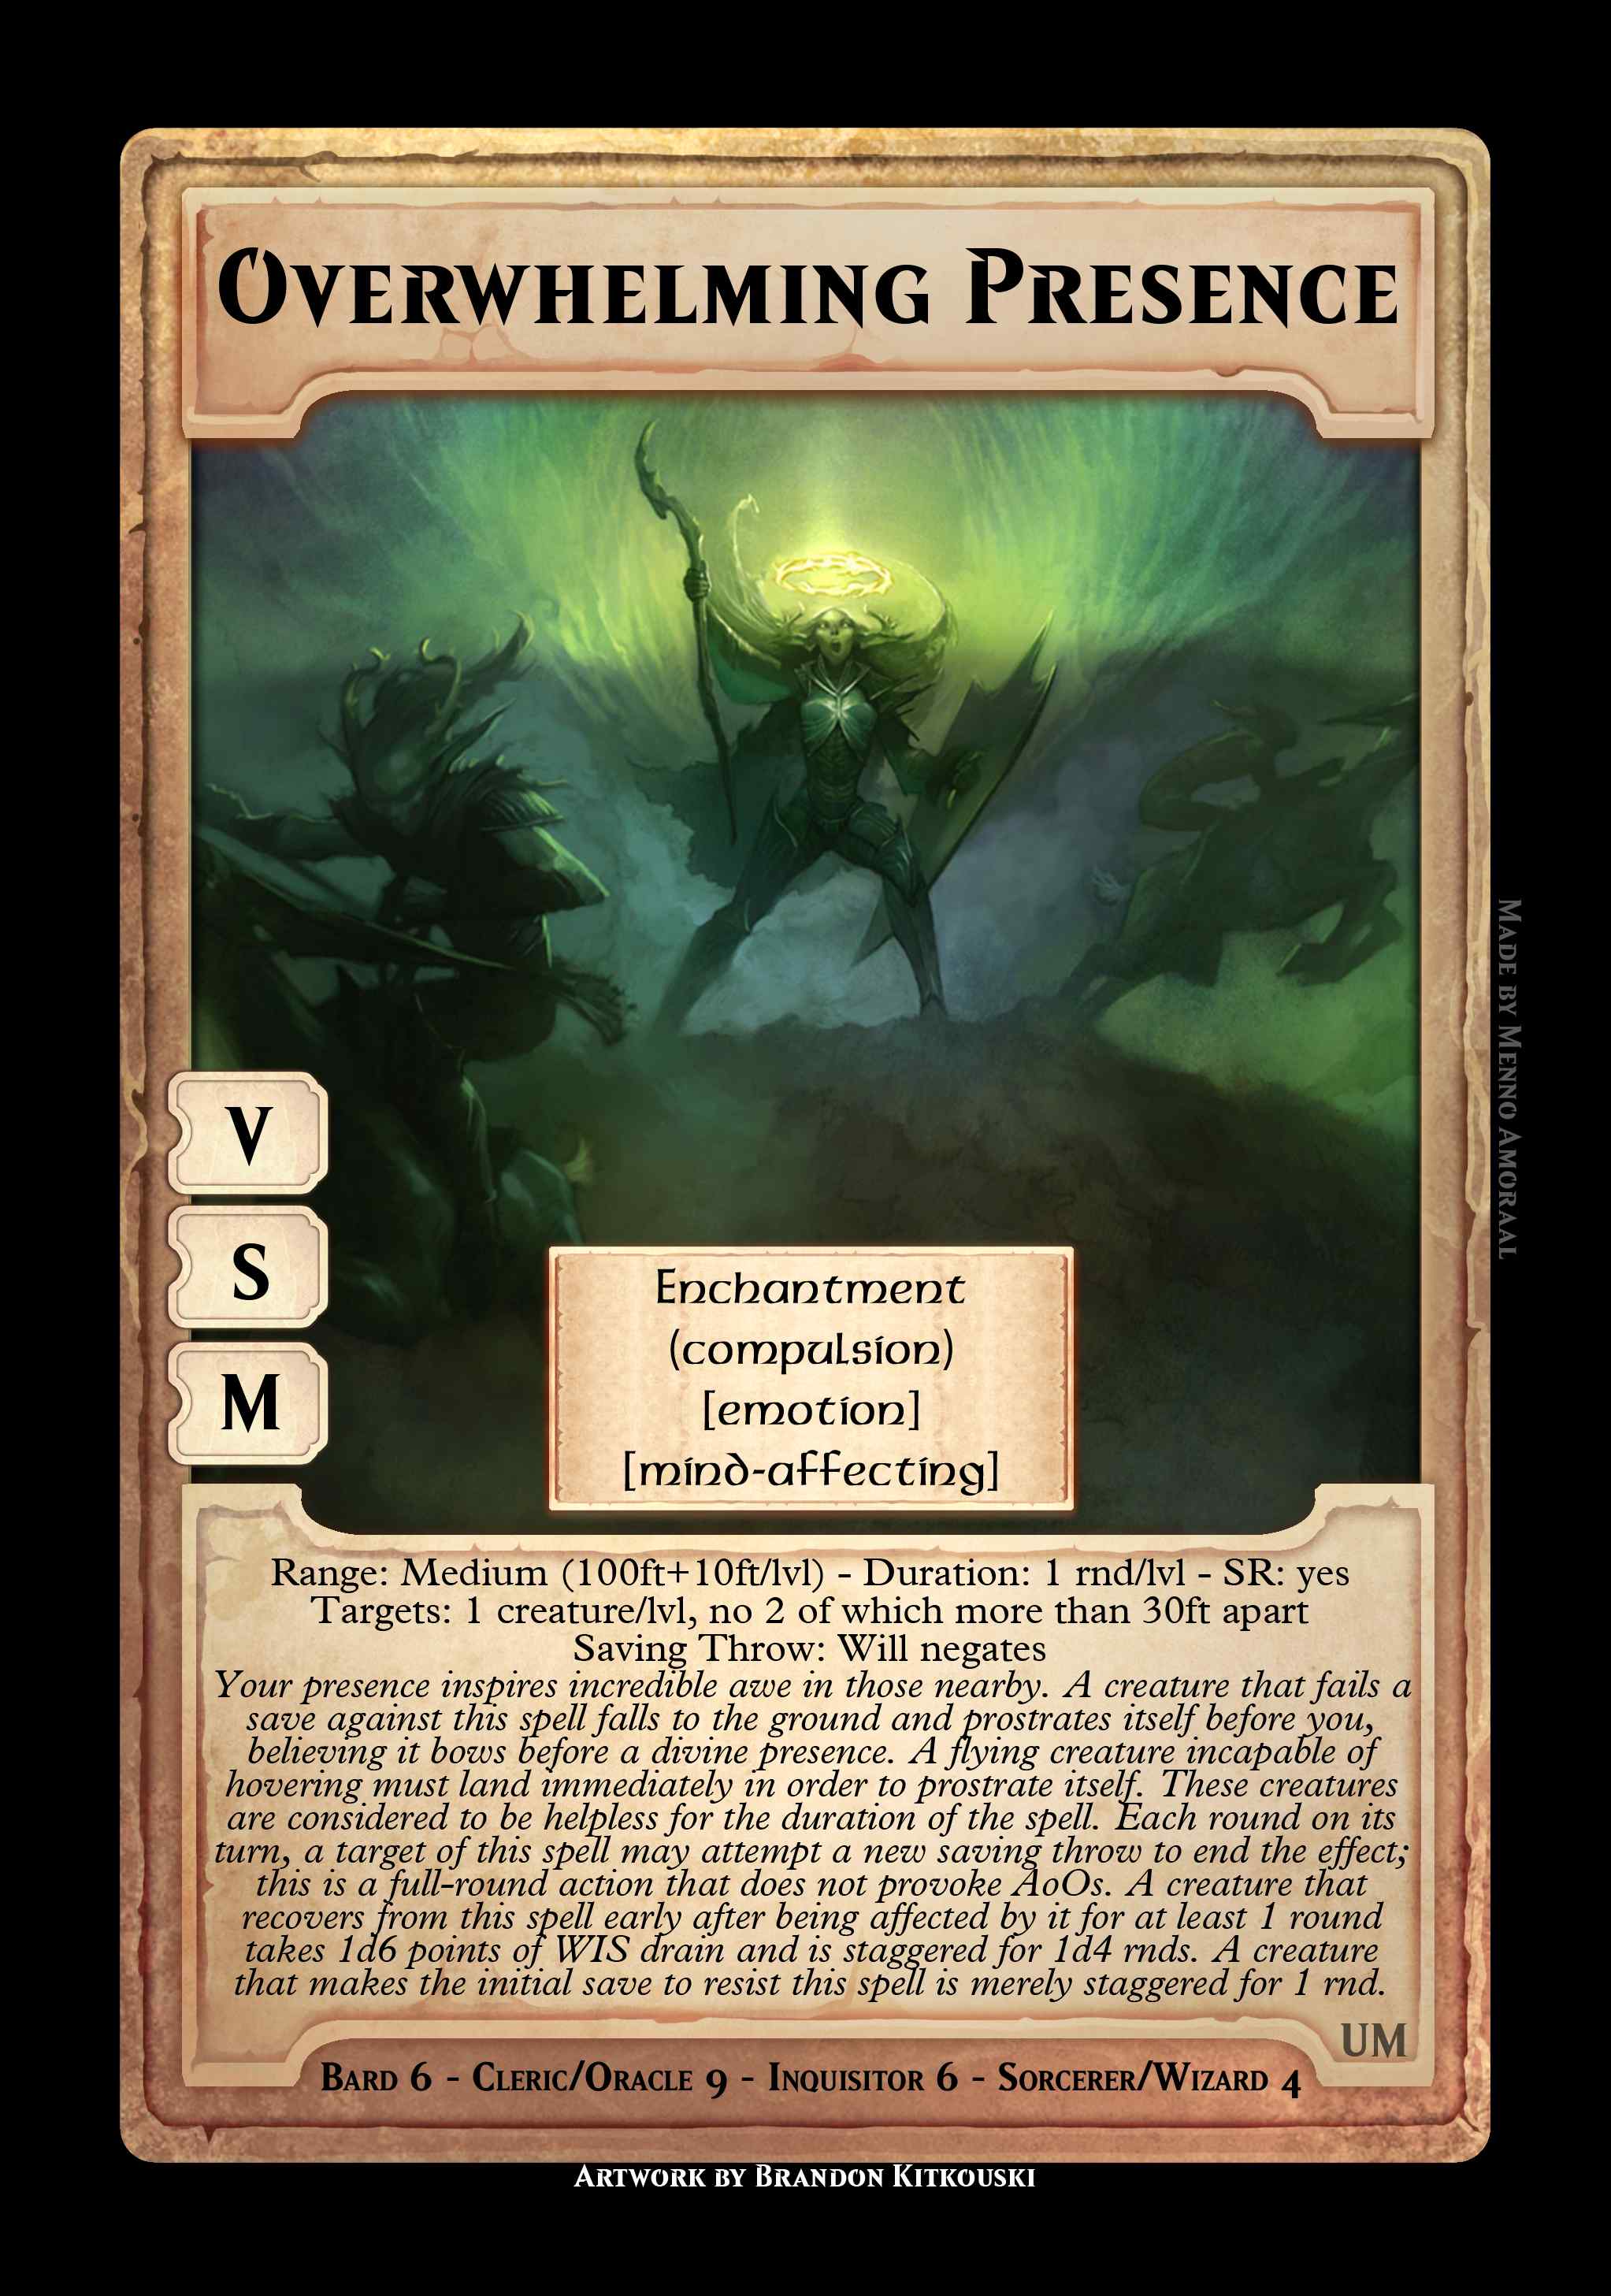 Overwhelming Presence
V
S
M
Enchantment
(compulsion)
[emotion]
[mind-affecting]
Range: Medium (100ft+10ft/lvl) - Duration: 1 rnd/lvl - SR: yes
Targets: 1 creature/lvl, no 2 of which more than 30ft apart
Saving Throw: Will negates
Your presence inspires incredible awe in those nearby. A creature that fails a
save against this spell falls to the ground and prostrates itself before you,
believing it bows before a divine presence. A flying creature incapable of
hovering must land immediately in order to prostrate itself. These creatures
are considered to be helpless for the duration of the spell. Each round on its
turn, a target of this spell may attempt a new saving throw to end the effect;
this is a full-round action that does not provoke AoOs. A creature that
recovers from this spell early after being affected by it for at least 1 round
takes 1d6 points of WIS drain and is staggered for 1d4 rnds. A creature
that makes the initial save to resist this spell is merely staggered for 1 rnd.
UM
Bard 6 - Cleric/Oracle 9 - Inquisitor 6 - Sorcerer/Wizard 4
Artwork by Brandon Kitkouski
Made by Menno Amoraal